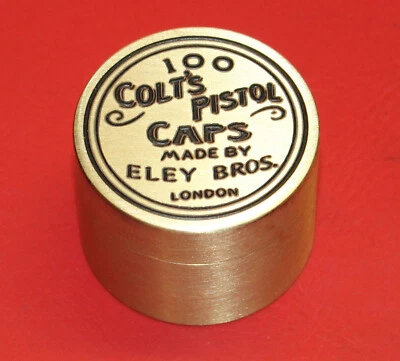 100
COLT'S
PISTOL
CAPS
MADE BY
ELEY BROS.
LONDON